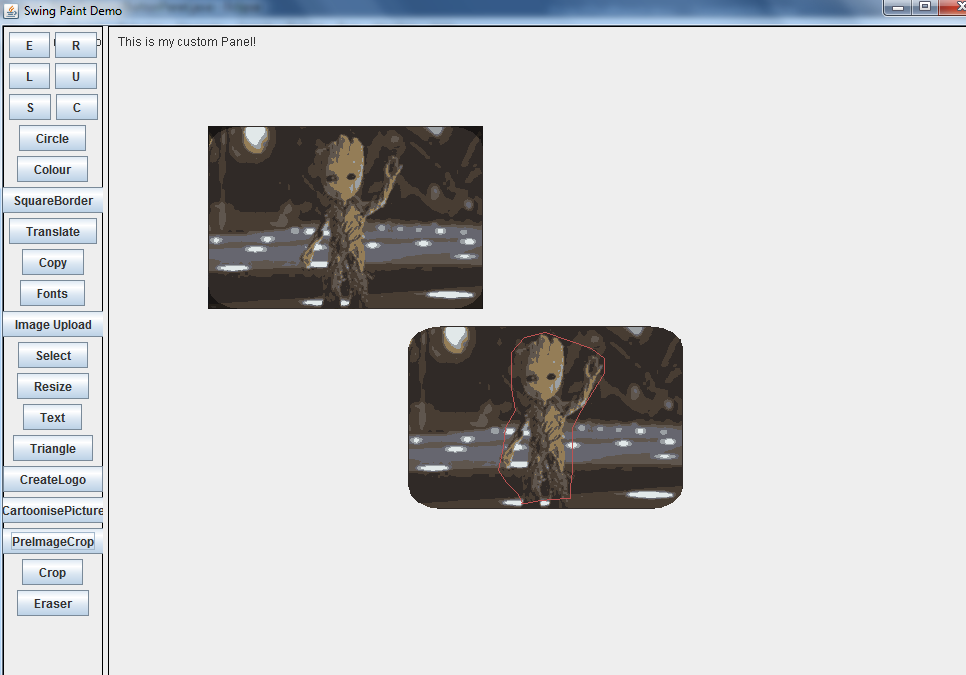 Swing Paint Demo
E R
L U
S C
Circle
Colour
SquareBorder
Translate
Copy
Fonts
Image Upload
Select
Resize
Text
Triangle
CreateLogo
CartoonisePicture
PreImageCrop
Crop
Eraser
This is my custom Panel!